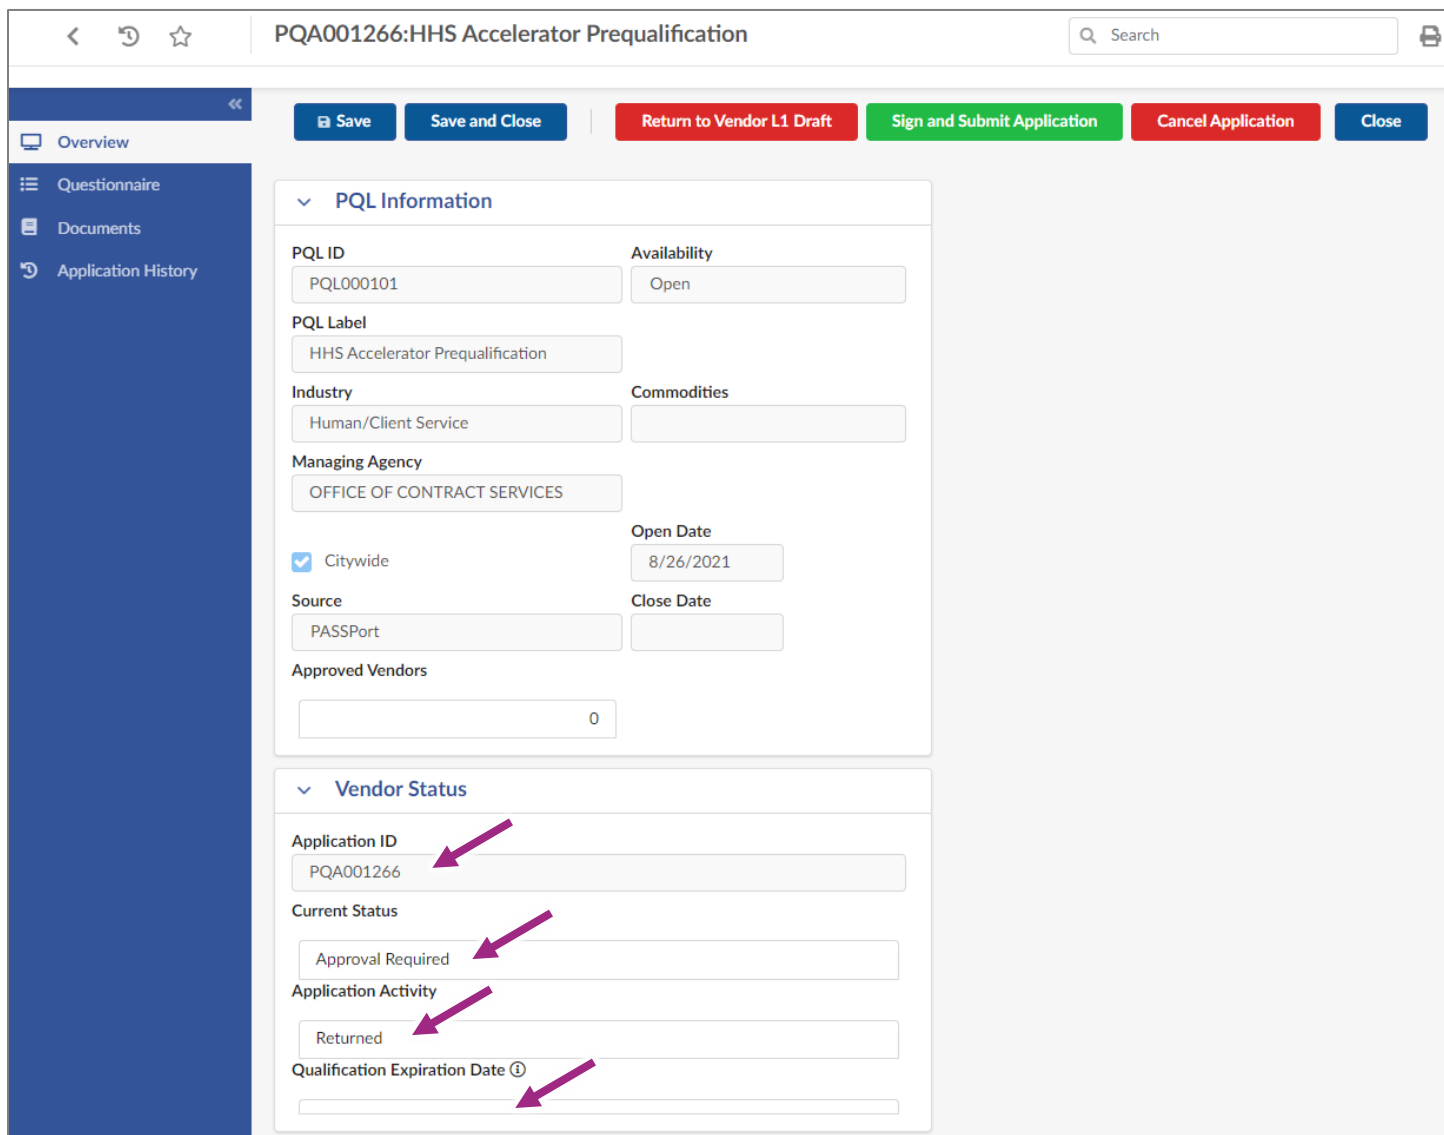 PQA001266:HHS Accelerator Prequalification
Search
Save
Save and Close
Return to Vendor L1 Draft
Sign and Submit Application
Cancel Application
Close
Overview
Questionnaire
Documents
Application History
PQL Information
PQL ID
Availability
PQL000101
Open
PQL Label
HHS Accelerator Prequalification
Industry
Commodities
Human/Client Service
Managing Agency
OFFICE OF CONTRACT SERVICES
Open Date
Citywide
8/26/2021
Source
Close Date
PASSPort
Approved Vendors
0
Vendor Status
Application ID
PQA001266
Current Status
Approval Required
Application Activity
Returned
Qualification Expiration Date